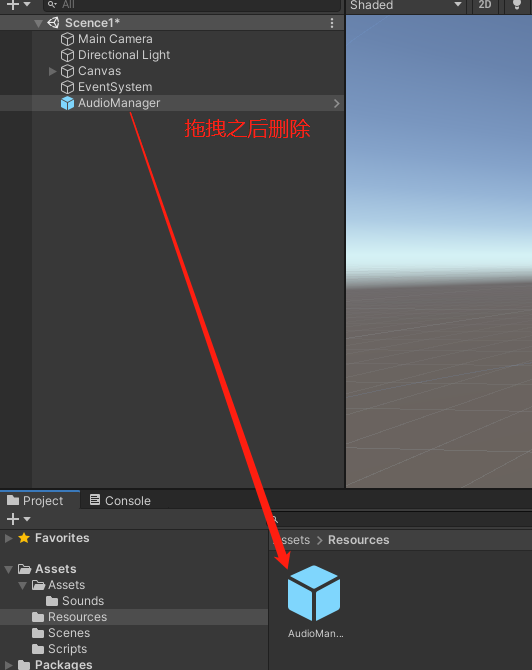 All
Shaded
2D
Scence1*
Main Camera
Directional Light
Canvas
EventSystem
AudioManager
拖拽之后删除
Project
Console
Favorites
ssets > Resources
Assets
Assets
Sounds
Resources
Scenes
Scripts
Packages
AudioMan...